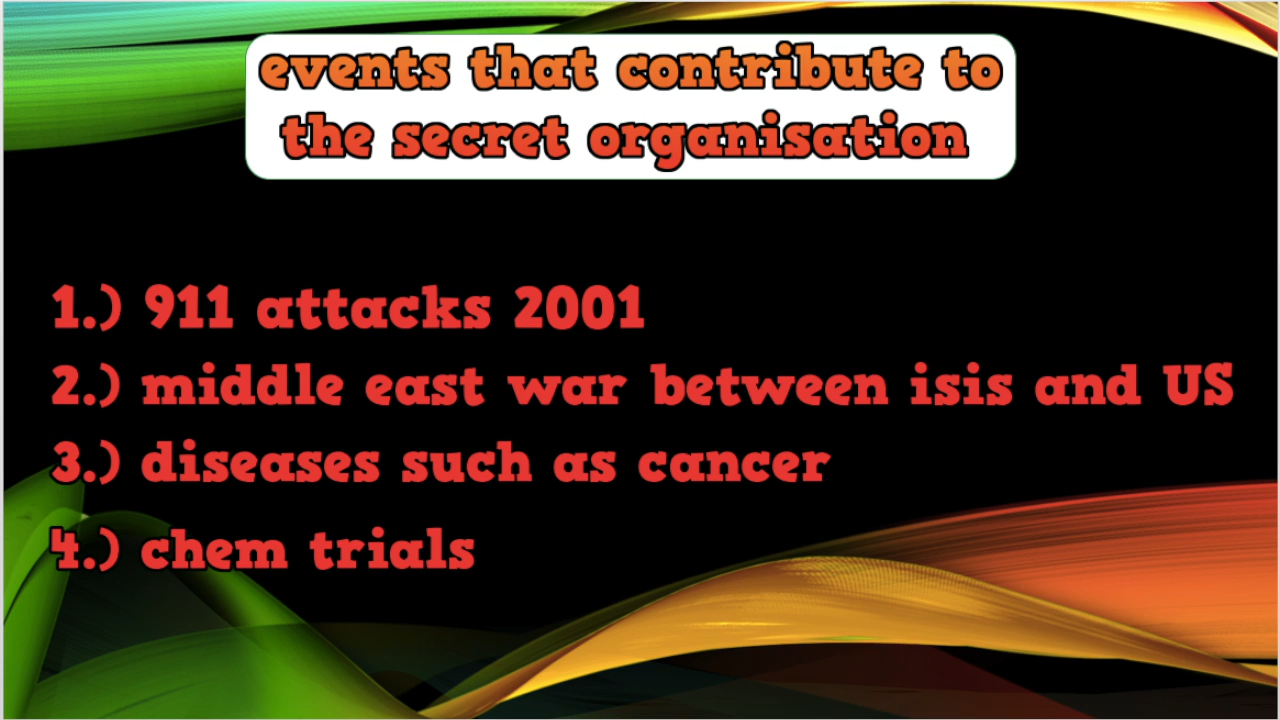 events that contribute to
the secret organisation
1.) 911 attacks 2001
2.) middle east war between isis and US
3.) diseases such as cancer
4.) chem trials